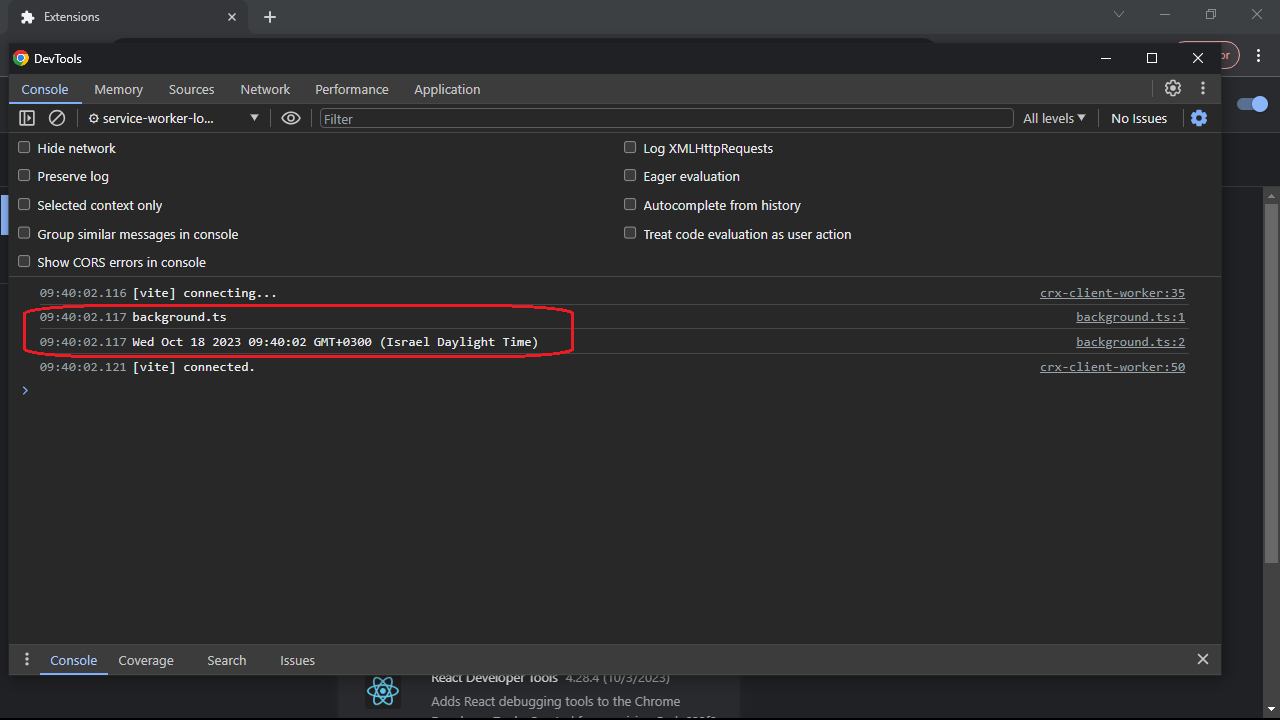 Extensions
or
DevTools
Console Memory Sources Network Performance Application
service-worker-lo... Filter All levels No Issues
Hide network Log XMLHttpRequests
Preserve log Eager evaluation
Selected context only Autocomplete from history
Group similar messages in console Treat code evaluation as user action
Show CORS errors in console
09:40:02.116 [vite] connecting... crx-client-worker:35
09:40:02.117 background.ts background.ts:1
09:40:02.117 Wed Oct 18 2023 09:40:02 GMT+0300 (Israel Daylight Time) background.ts:2
09:40:02.121 [vite] connected. crx-client-worker:50
Console Coverage Search Issues
React Developer Tools 4.28.4 (10/3/2023)
Adds React debugging tools to the Chrome